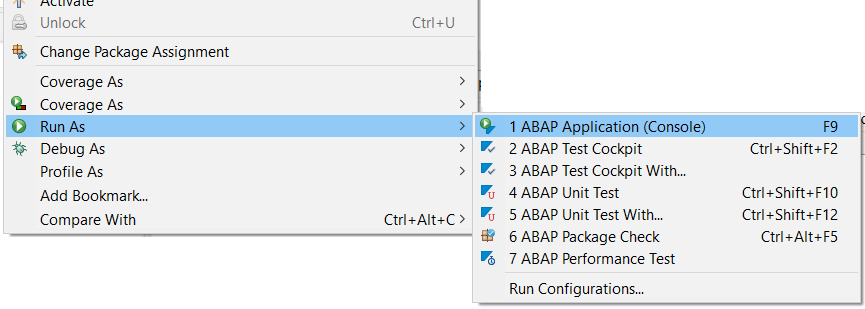 Activate
Unlock Ctrl+U
Change Package Assignment
Coverage As
Coverage As
Run As
Debug As
Profile As
Add Bookmark...
Compare With Ctrl+Alt+C
1 ABAP Application (Console) F9
2 ABAP Test Cockpit Ctrl+Shift+F2
3 ABAP Test Cockpit With...
4 ABAP Unit Test Ctrl+Shift+F10
5 ABAP Unit Test With... Ctrl+Shift+F12
6 ABAP Package Check Ctrl+Alt+F5
7 ABAP Performance Test
Run Configurations...